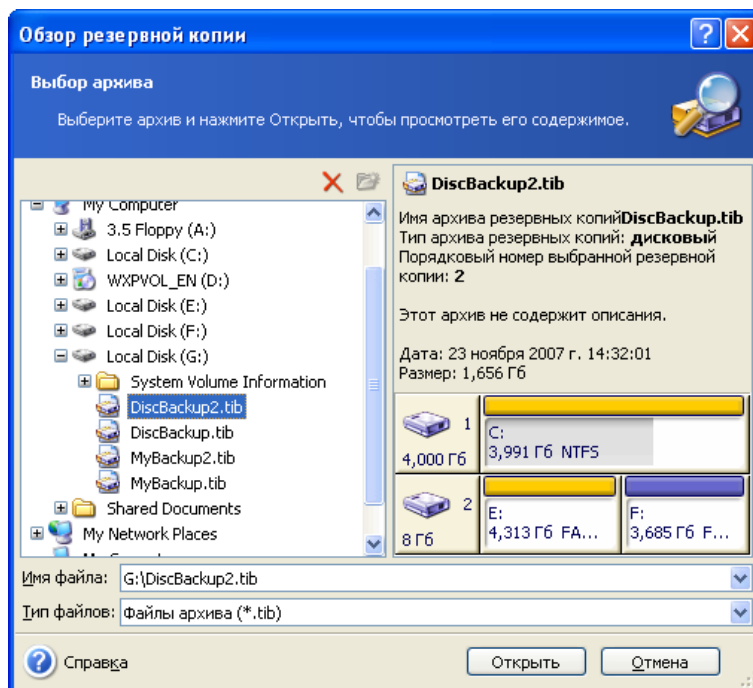 Обзор резервной копии
Выбор архива
Выберите архив и нажмите Открыть, чтобы просмотреть его содержимое.
My Computer
3.5 Floppy (A:)
Local Disk (C:)
WXPVOL_EN (D:)
Local Disk (E:)
Local Disk (F:)
Local Disk (G:)
System Volume Information
DiscBackup2.tib
DiscBackup.tib
MyBackup2.tib
MyBackup.tib
Shared Documents
My Network Places
DiscBackup2.tib
Имя архива резервных копийDiscBackup.tib
Тип архива резервных копий: дисковый
Порядковый номер выбранной резервной
копии: 2
Этот архив не содержит описания.
Дата: 23 ноября 2007 г. 14:32:01
Размер: 1,656 Гб
1
4,000 Гб
C:
3,991 Гб NTFS
2
8 Гб
E:
4,313 Гб FA...
F:
3,685 Гб F...
Имя файла: G:\DiscBackup2.tib
Тип файлов: Файлы архива (*.tib)
Справка
Открыть
Отмена